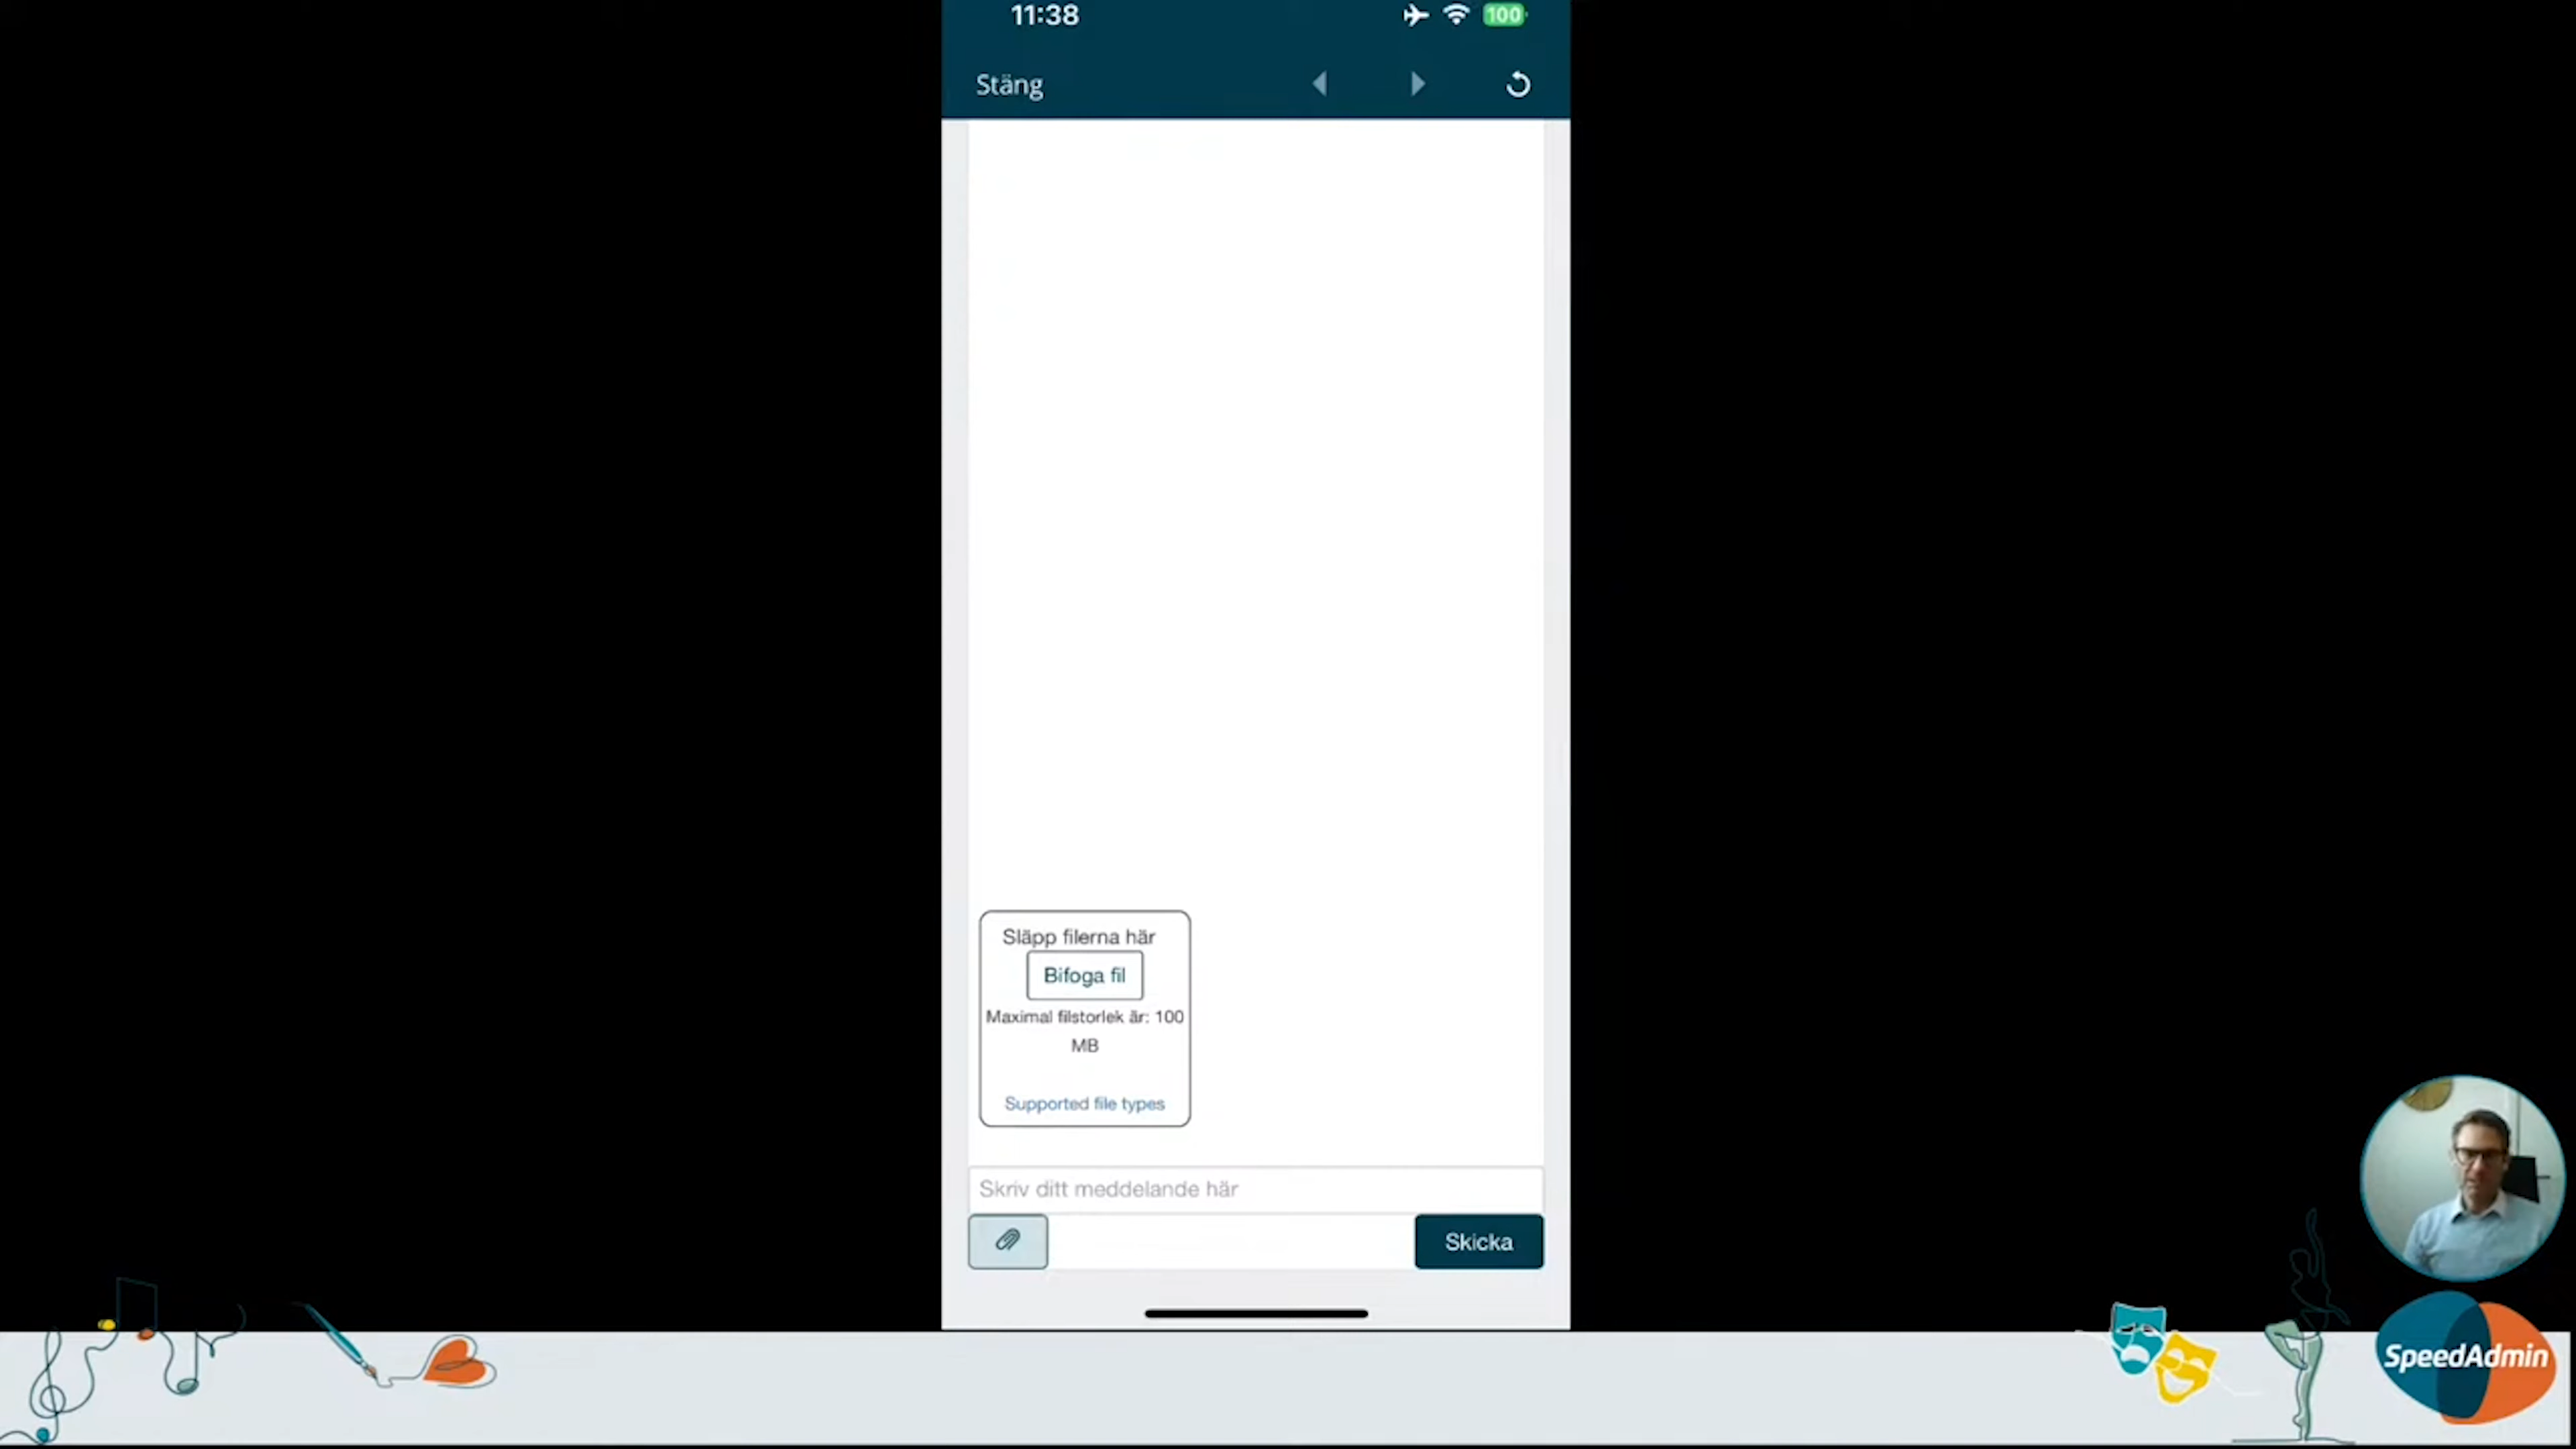 11:38
100
Stäng
Släpp filerna här
Bifoga fil
Maximal filstorlek är: 100
MB
Supported file types
Skriv ditt meddelande här
Skicka
SpeedAdmin